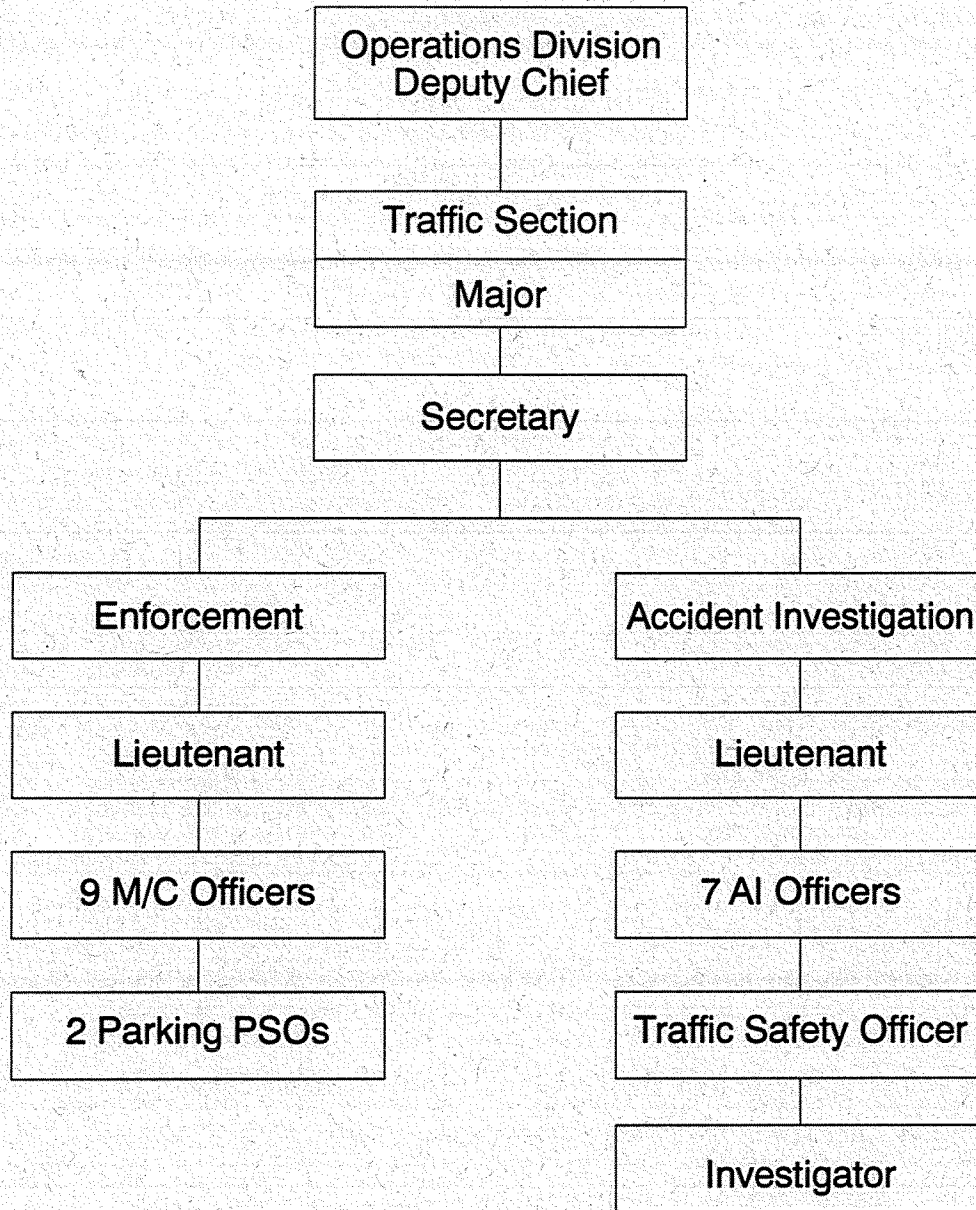 Operations Division
Deputy Chief
Traffic Section
Major
Secretary
Enforcement
Accident Investigation
Lieutenant
Lieutenant
9 M/C Officers
7 AI Officers
2 Parking PSOs
Traffic Safety Officer
Investigator